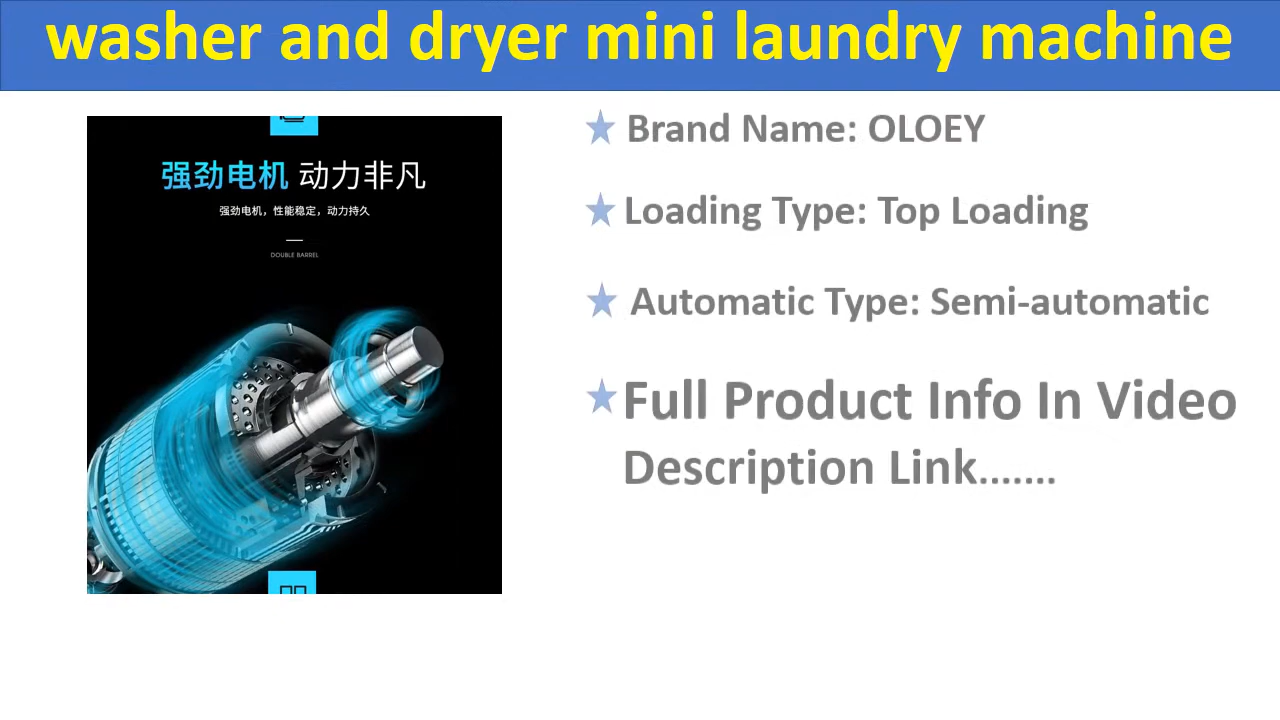 washer and dryer mini laundry machine
强劲电机 动力非凡
强劲电机，性能稳定，动力持久
DOUBLE BARREL
Brand Name: OLOEY
Loading Type: Top Loading
Automatic Type: Semi-automatic
Full Product Info In Video
Description Link.......